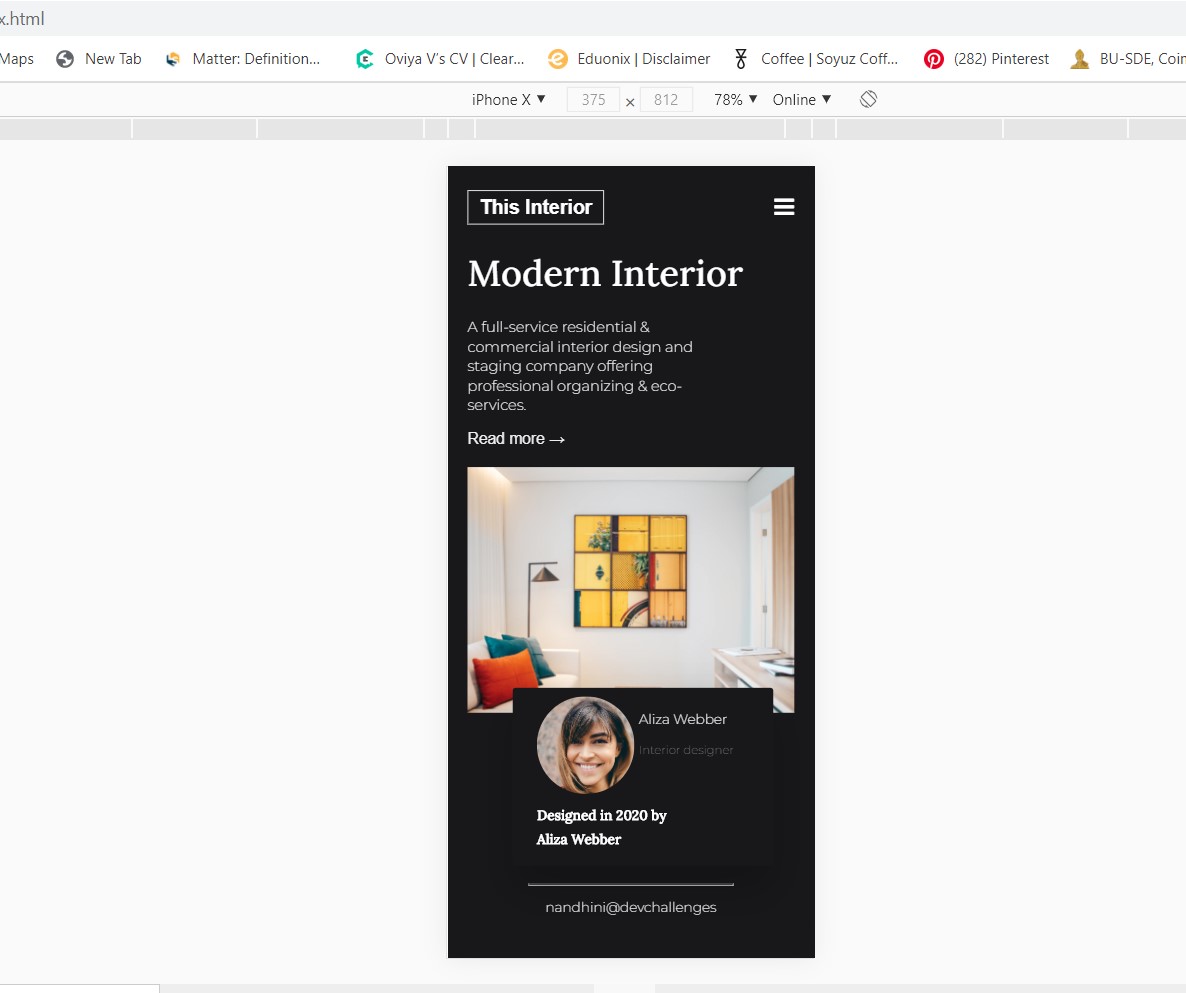 x.html
Maps New Tab Matter: Definition... Oviya V's CV | Clear... Eduonix | Disclaimer Coffee | Soyuz Coff... (282) Pinterest BU-SDE, Coim
iPhone X ▼ 375 × 812 78% ▼ Online ▼
This Interior
Modern Interior
A full-service residential &
commercial interior design and
staging company offering
professional organizing & eco-
services.
Read more →
Aliza Webber
Interior designer
Designed in 2020 by
Aliza Webber
nandhini@devchallenges